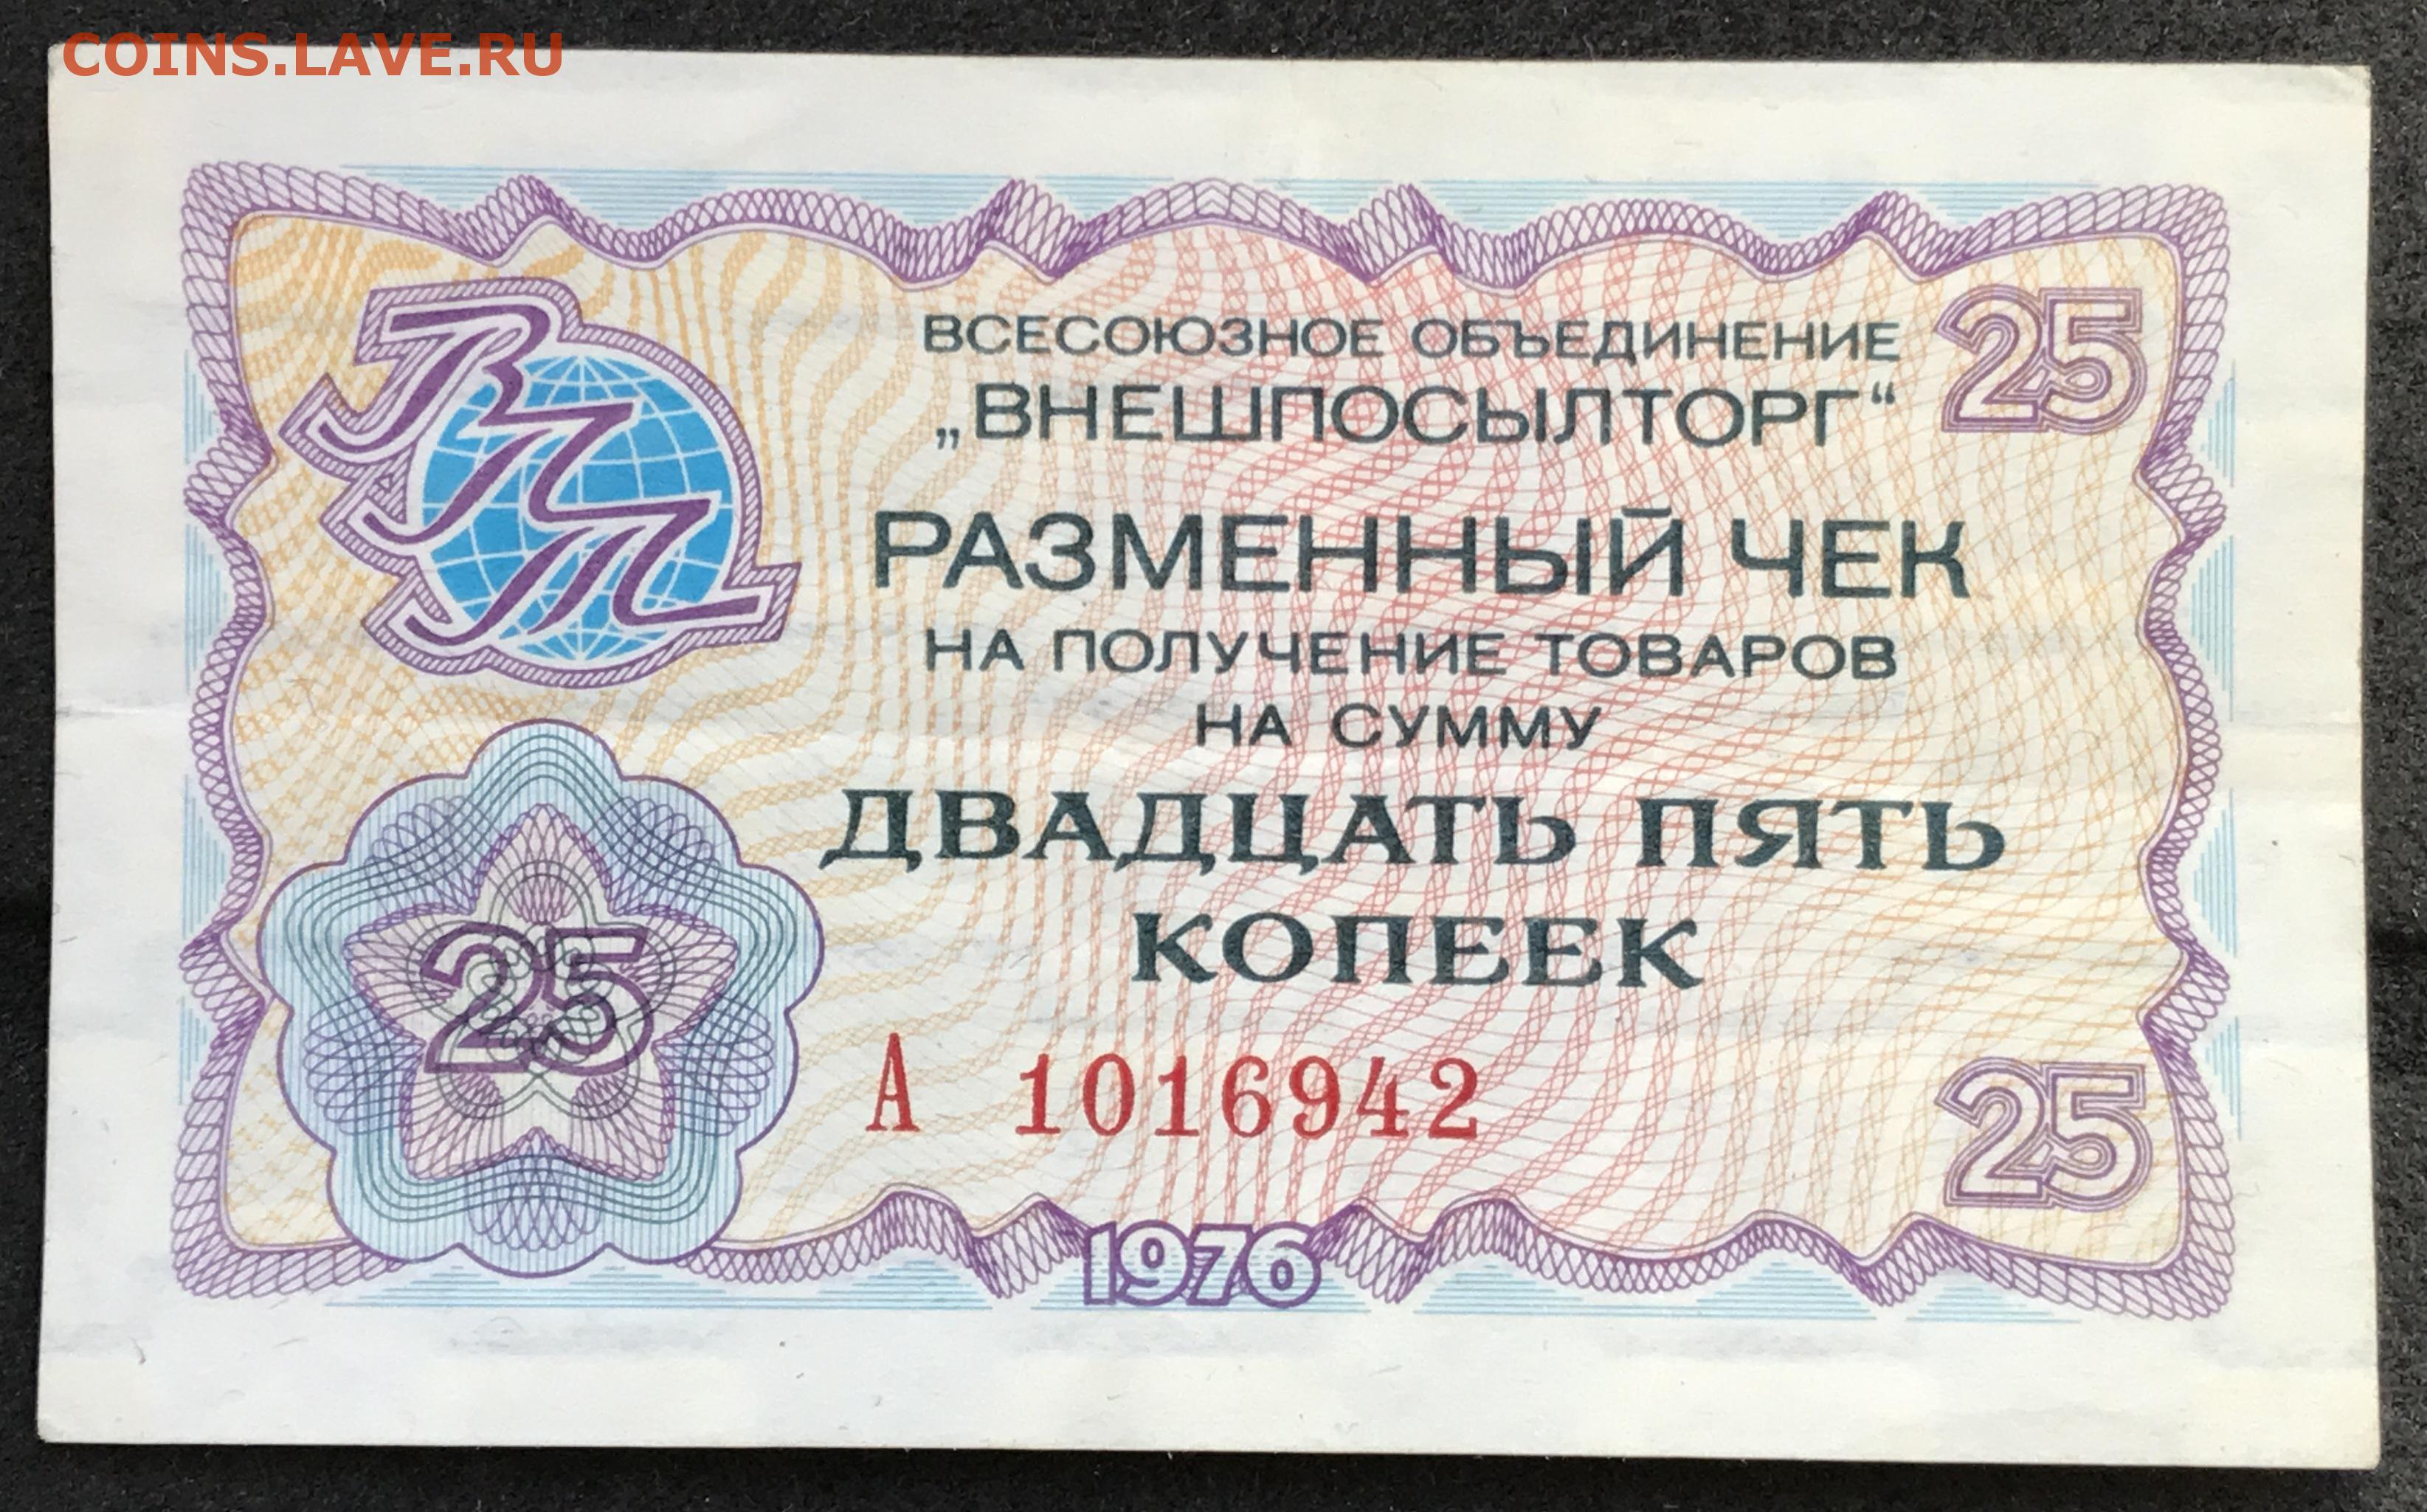 COINS.LAVE.RU
ВПТ
ВСЕСОЮЗНОЕ ОБЪЕДИНЕНИЕ
„ВНЕШПОСЫЛТОРГ“
25
РАЗМЕННЫЙ ЧЕК
НА ПОЛУЧЕНИЕ ТОВАРОВ
НА СУММУ
ДВАДЦАТЬ ПЯТЬ
КОПЕЕК
25
А 1016942
25
1976